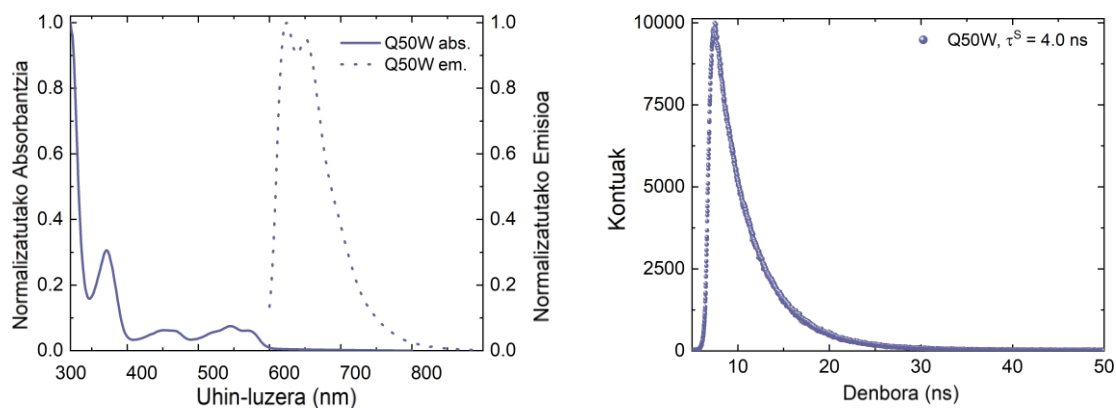 Normalizatutako Absorbantzia
1.0
0.8
0.6
0.4
0.2
0.0
300 400 500 600 700 800
Uhin-luzera (nm)
Q50W abs.
Q50W em.
1.0
0.8
0.6
0.4
0.2
0.0
Normalizatutako Emisioa
Kontuak
10000
7500
5000
2500
0
10 20 30 40 50
Denbora (ns)
Q50W, τˢ = 4.0 ns